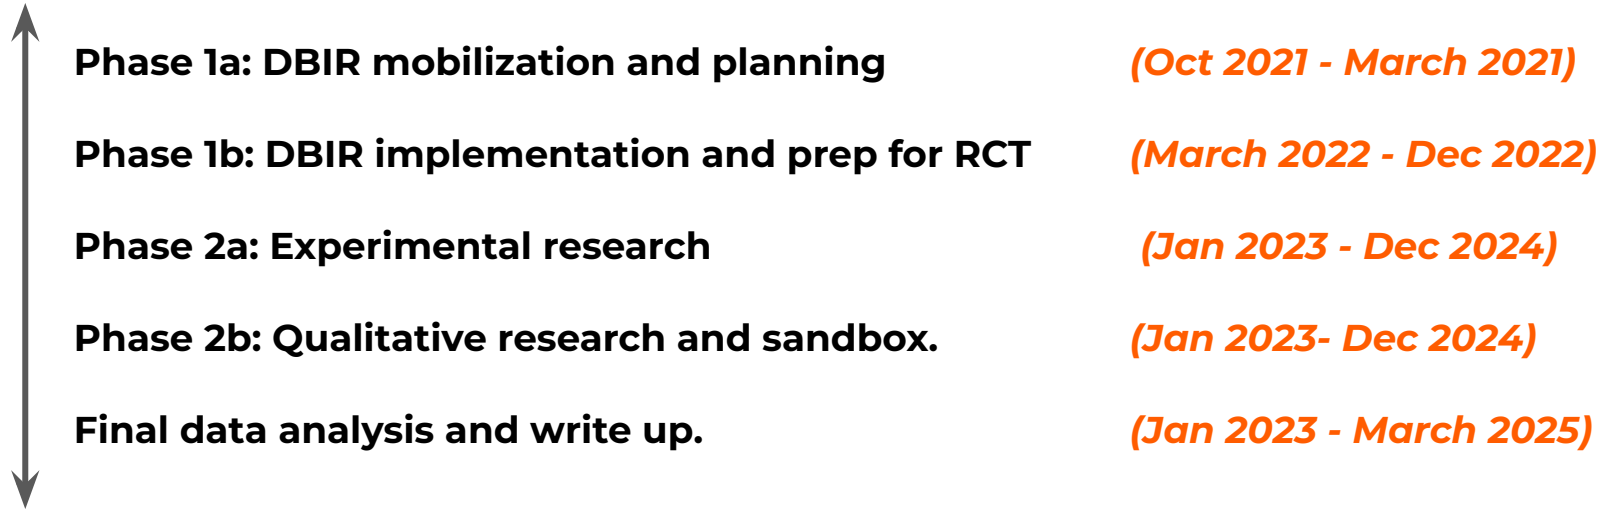 Phase 1a: DBIR mobilization and planning (Oct 2021 - March 2021)
Phase 1b: DBIR implementation and prep for RCT (March 2022 - Dec 2022)
Phase 2a: Experimental research (Jan 2023 - Dec 2024)
Phase 2b: Qualitative research and sandbox. (Jan 2023- Dec 2024)
Final data analysis and write up. (Jan 2023 - March 2025)